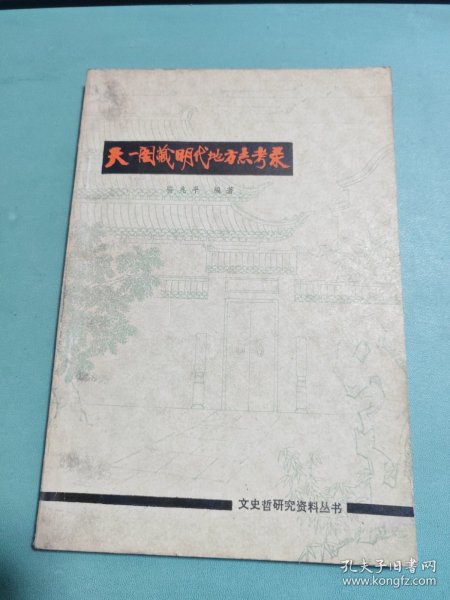 天一阁藏明代地方志考录
骆兆平 编著
文史哲研究资料丛书
孔夫子旧书网
www.kongfz.com